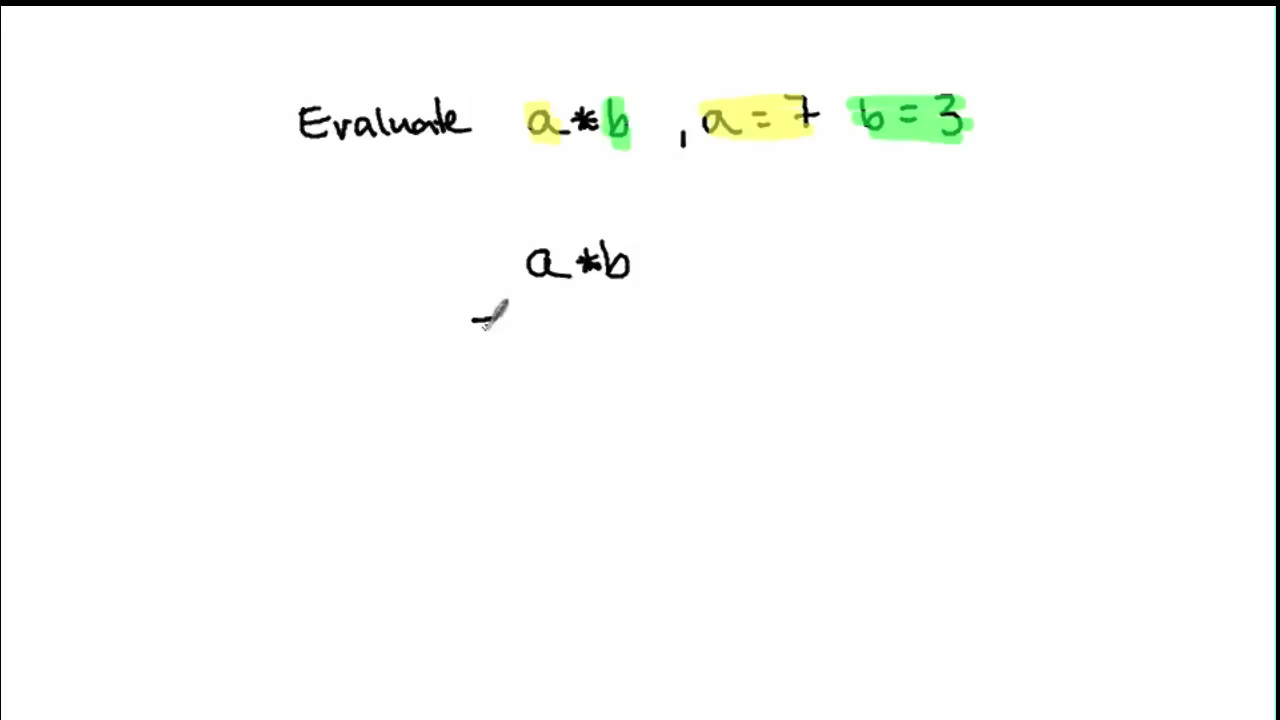 Evaluate a*b , a = 7 b = 3
a*b